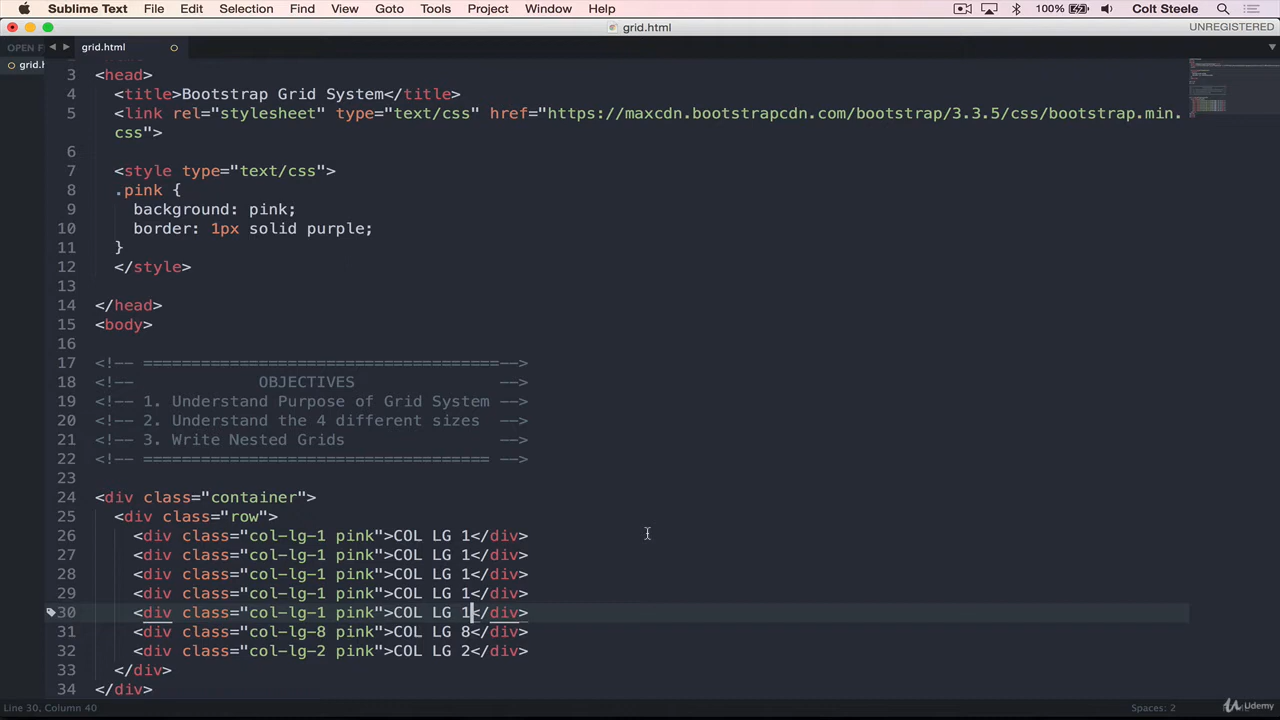 Sublime Text File Edit Selection Find View Goto Tools Project Window Help 100% Colt Steele
grid.html UNREGISTERED
OPEN F grid.html
grid.h
3 <head>
4 <title>Bootstrap Grid System</title>
5 <link rel="stylesheet" type="text/css" href="https://maxcdn.bootstrapcdn.com/bootstrap/3.3.5/css/bootstrap.min.
css">
6
7 <style type="text/css">
8 .pink {
9 background: pink;
10 border: 1px solid purple;
11 }
12 </style>
13
14 </head>
15 <body>
16
17 <!-- =====================================-->
18 <!-- OBJECTIVES -->
19 <!-- 1. Understand Purpose of Grid System -->
20 <!-- 2. Understand the 4 different sizes -->
21 <!-- 3. Write Nested Grids -->
22 <!-- ==================================== -->
23
24 <div class="container">
25 <div class="row">
26 <div class="col-lg-1 pink">COL LG 1</div>
27 <div class="col-lg-1 pink">COL LG 1</div>
28 <div class="col-lg-1 pink">COL LG 1</div>
29 <div class="col-lg-1 pink">COL LG 1</div>
30 <div class="col-lg-1 pink">COL LG 1</div>
31 <div class="col-lg-8 pink">COL LG 8</div>
32 <div class="col-lg-2 pink">COL LG 2</div>
33 </div>
34 </div>
Line 30, Column 40 Spaces: 2 Udemy